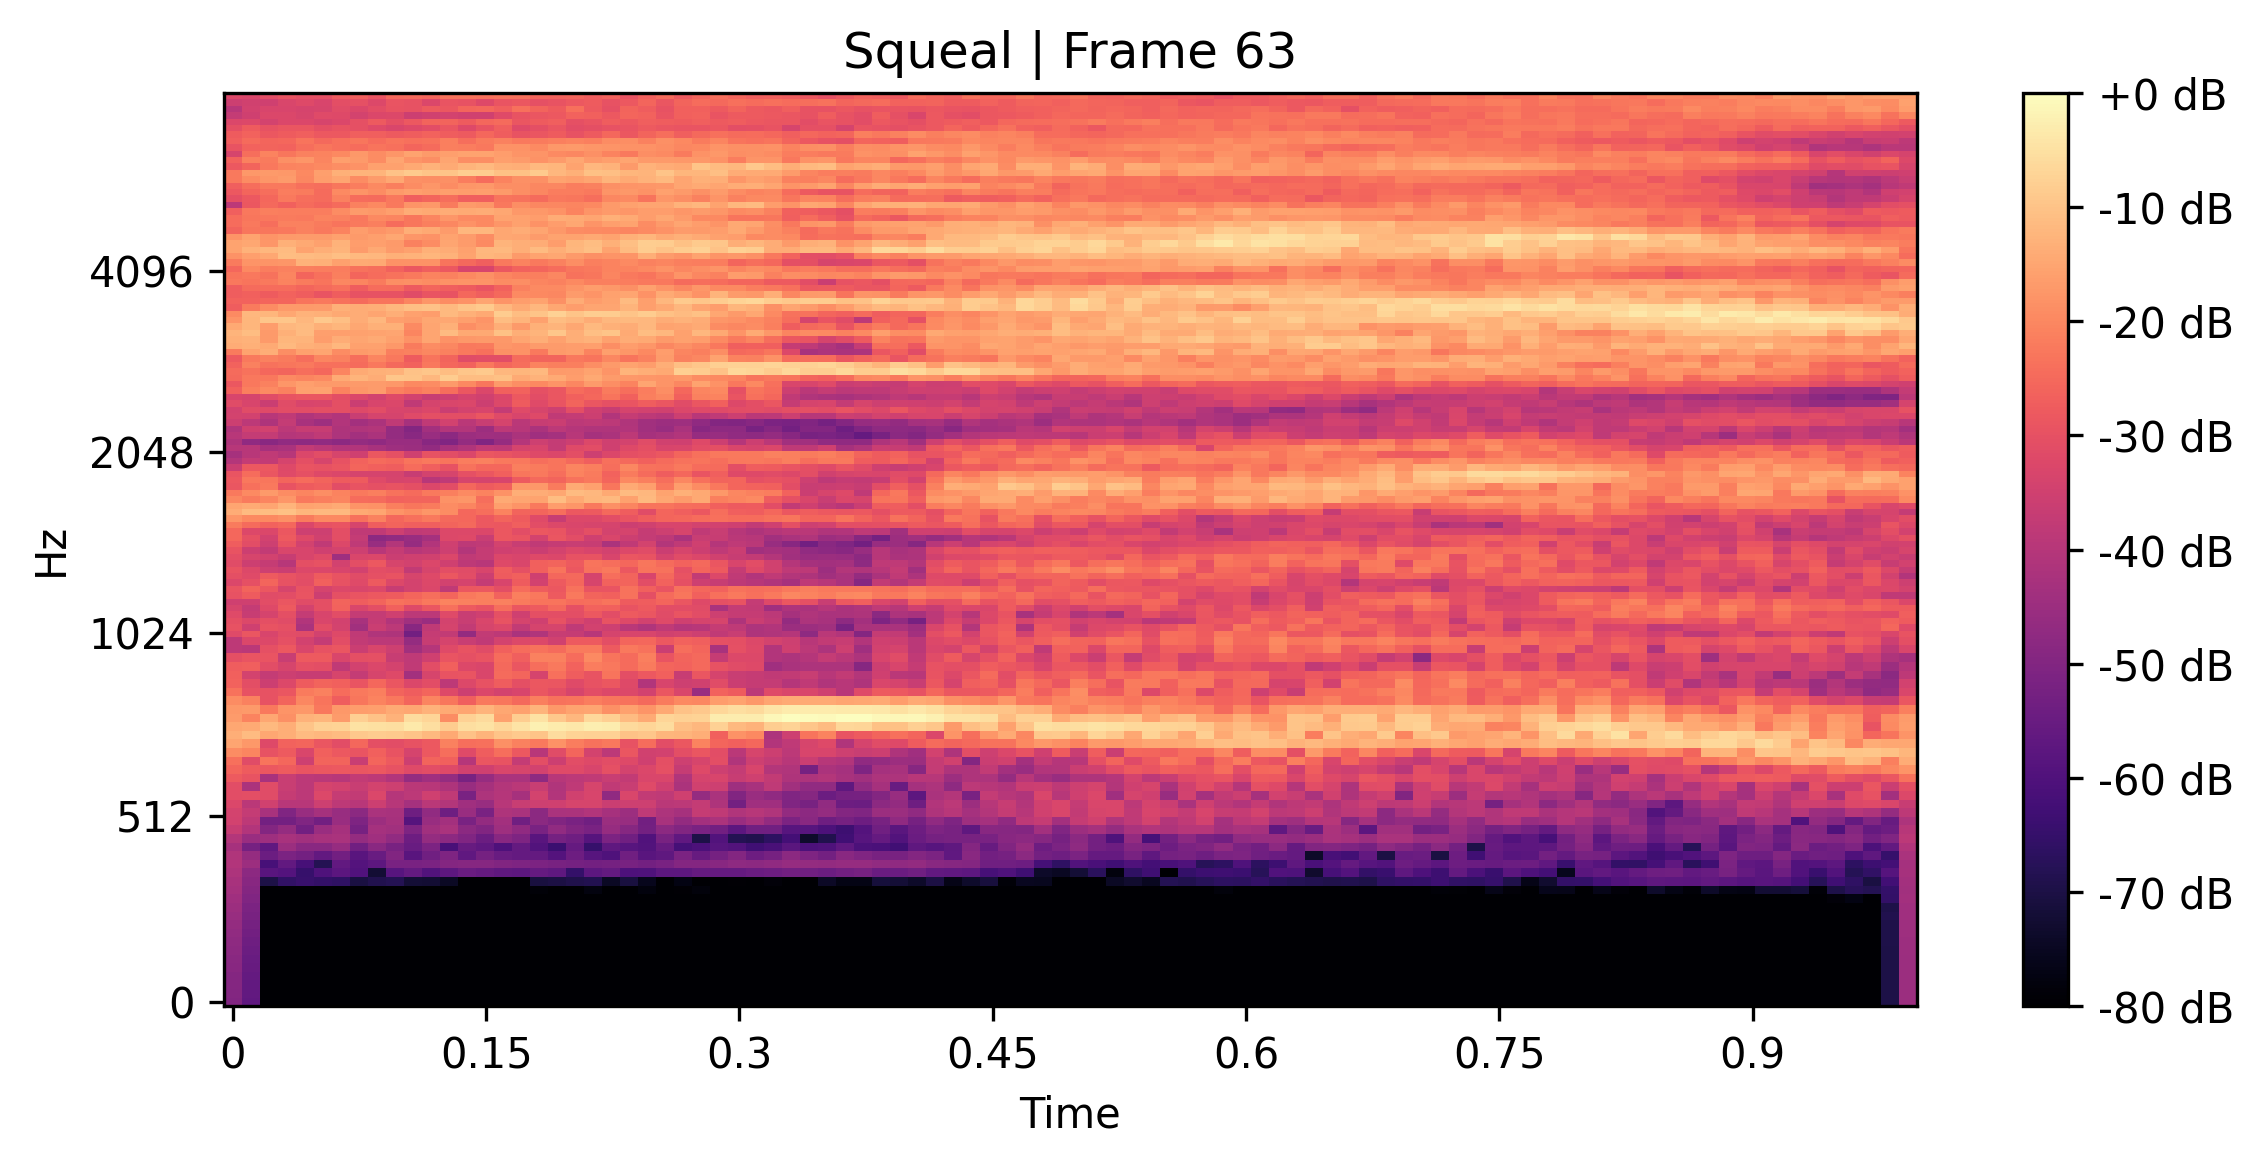 Squeal | Frame 63
+0 dB
-10 dB
-20 dB
-30 dB
-40 dB
-50 dB
-60 dB
-70 dB
-80 dB
Hz
4096
2048
1024
512
0
0 0.15 0.3 0.45 0.6 0.75 0.9
Time